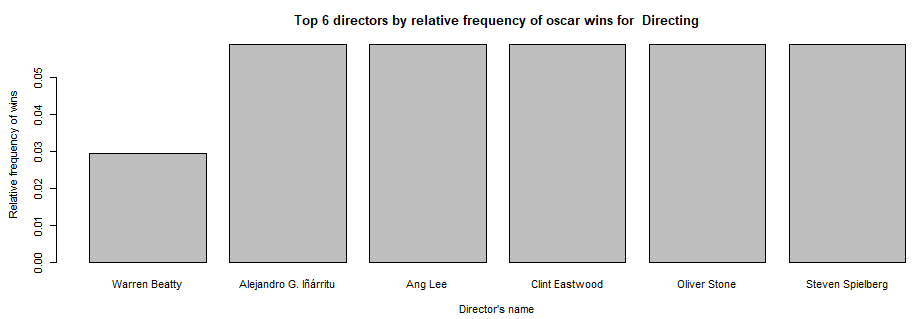 Top 6 directors by relative frequency of oscar wins for  Directing
Relative frequency of wins
0.05
0.04
0.03
0.02
0.01
0.00
Warren Beatty
Alejandro G. Iñárritu
Ang Lee
Clint Eastwood
Oliver Stone
Steven Spielberg
Director's name